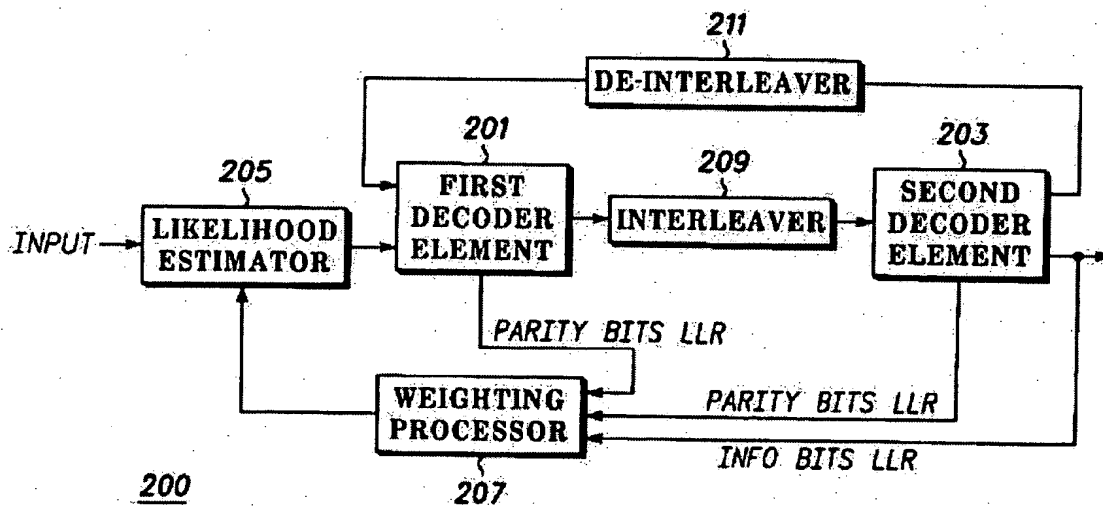 211
DE-INTERLEAVER
201
FIRST
DECODER
ELEMENT
209
INTERLEAVER
203
SECOND
DECODER
ELEMENT
205
LIKELIHOOD
ESTIMATOR
INPUT
PARITY BITS LLR
WEIGHTING
PROCESSOR
207
PARITY BITS LLR
INFO BITS LLR
200